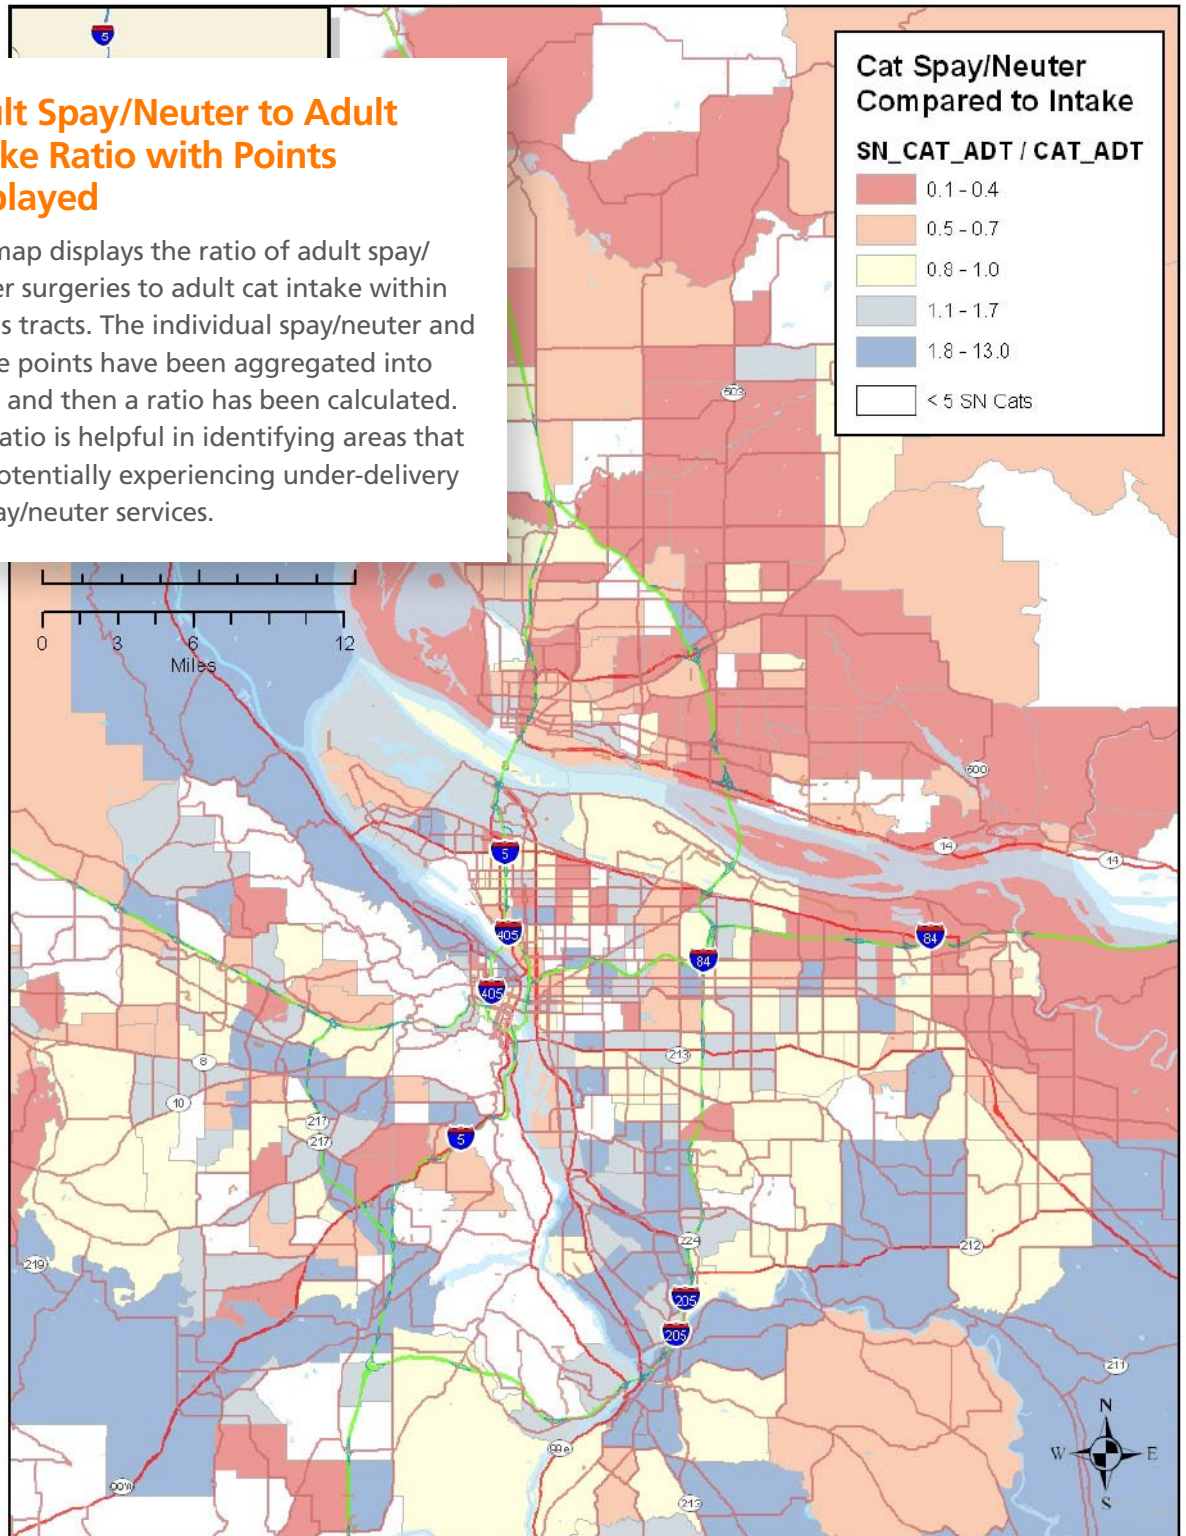 5
ult Spay/Neuter to Adult
ke Ratio with Points
played
map displays the ratio of adult spay/
er surgeries to adult cat intake within
s tracts. The individual spay/neuter and
e points have been aggregated into
and then a ratio has been calculated.
atio is helpful in identifying areas that
otentially experiencing under-delivery
ay/neuter services.
Cat Spay/Neuter
Compared to Intake
SN_CAT_ADT / CAT_ADT
0.1 - 0.4
0.5 - 0.7
0.8 - 1.0
1.1 - 1.7
1.8 - 13.0
< 5 SN Cats
503
0 3 6 12
Miles
500
14
14
5
405
84
84
405
213
8
10
217
217
5
224
212
219
205
205
211
99e
213
N
W E
S